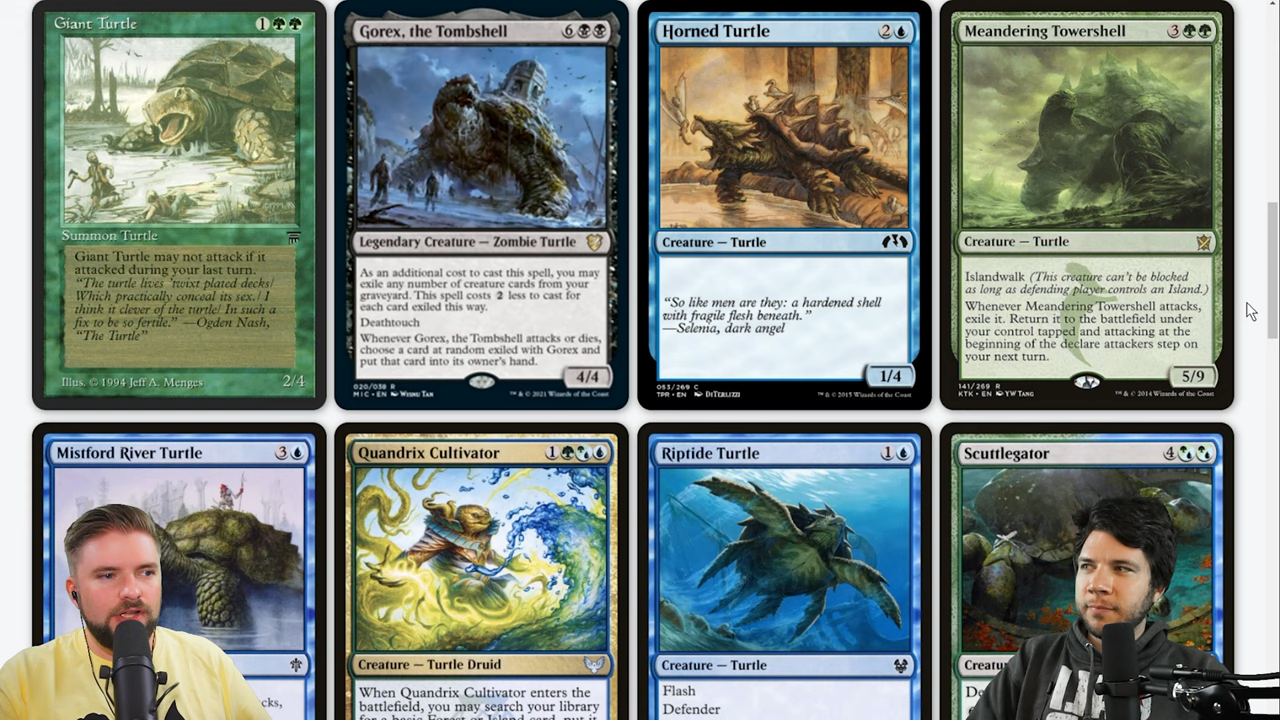 Giant Turtle 1
Summon Turtle
Giant Turtle may not attack if it
attacked during your last turn.
"The turtle lives 'twixt plated decks/
Which practically conceal its sex./ I
think it clever of the turtle/ In such a
fix to be so fertile." —Ogden Nash,
"The Turtle"
Illus. © 1994 Jeff A. Menges 2/4
Gorex, the Tombshell 6
Legendary Creature — Zombie Turtle
As an additional cost to cast this spell, you may
exile any number of creature cards from your
graveyard. This spell costs 2 less to cast for
each card exiled this way.
Deathtouch
Whenever Gorex, the Tombshell attacks or dies,
choose a card at random exiled with Gorex and
put that card into its owner's hand.
4/4
020/038 R
MIC • EN Wisnu Tan ™ & © 2021 Wizards of the Coast
Horned Turtle 2
Creature — Turtle
"So like men are they: a hardened shell
with fragile flesh beneath."
—Selenia, dark angel
1/4
053/269 C
TPR • EN DiTerlizzi ™ & © 2015 Wizards of the Coast
Meandering Towershell 3
Creature — Turtle
Islandwalk (This creature can't be blocked
as long as defending player controls an Island.)
Whenever Meandering Towershell attacks,
exile it. Return it to the battlefield under
your control tapped and attacking at the
beginning of the declare attackers step on
your next turn.
5/9
141/269 R
KTK • EN YW Tang ™ & © 2014 Wizards of the Coast
Mistford River Turtle 3
cks,
Quandrix Cultivator 1
Creature — Turtle Druid
When Quandrix Cultivator enters the
battlefield, you may search your library
for a basic Forest or Island card, put it
Riptide Turtle 1
Creature — Turtle
Flash
Defender
Scuttlegator 4
Creatu
De